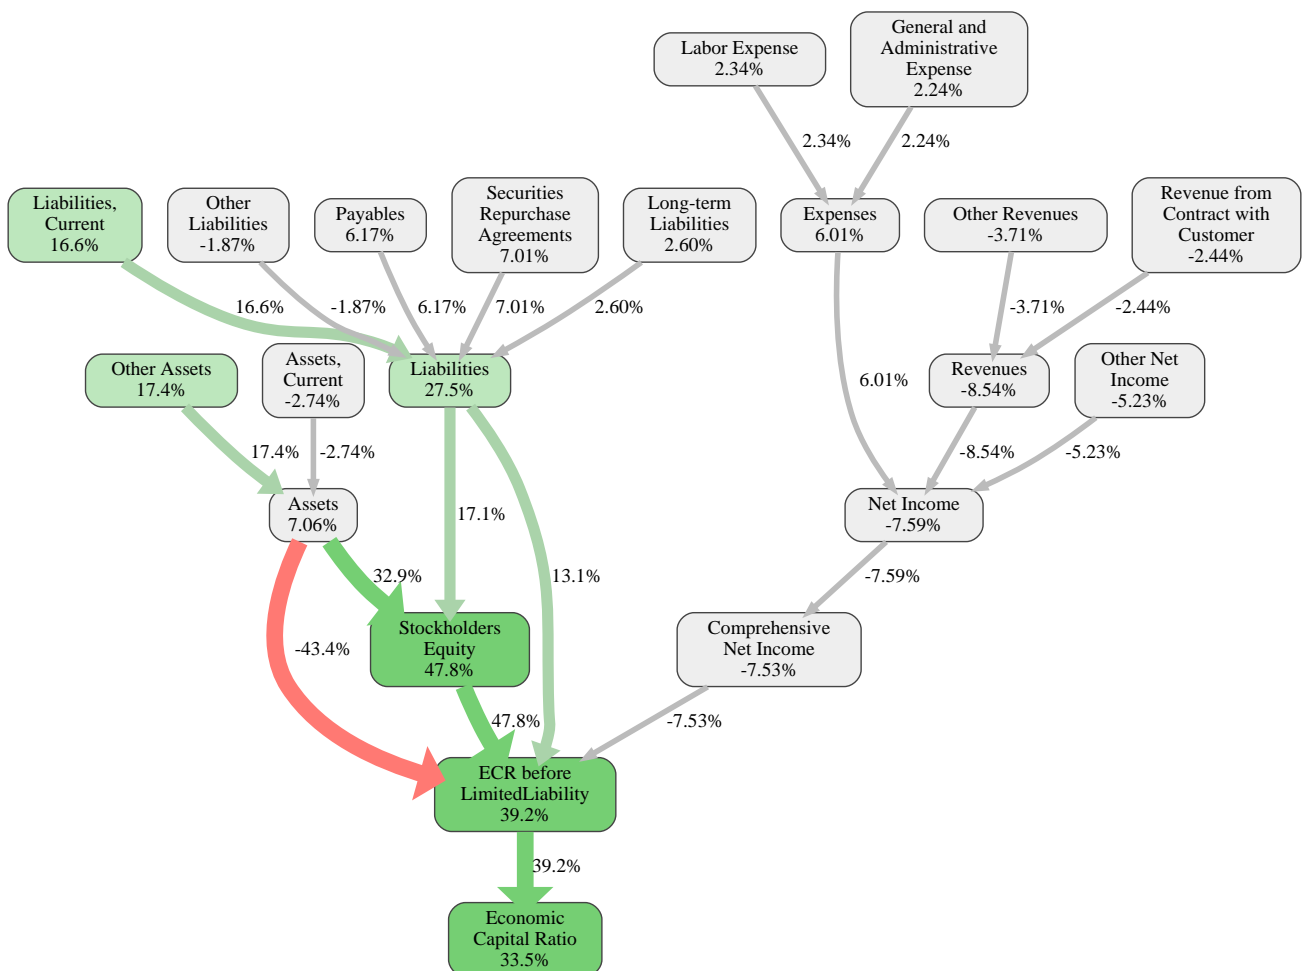 General and
Administrative
Expense
2.24%
Labor Expense
2.34%
2.34%
2.24%
Liabilities,
Current
16.6%
Other
Liabilities
-1.87%
Payables
6.17%
Securities
Repurchase
Agreements
7.01%
Long-term
Liabilities
2.60%
Expenses
6.01%
Other Revenues
-3.71%
Revenue from
Contract with
Customer
-2.44%
16.6%
-1.87%
6.17%
7.01%
2.60%
-3.71%
-2.44%
Other Assets
17.4%
Assets,
Current
-2.74%
Liabilities
27.5%
6.01%
Revenues
-8.54%
Other Net
Income
-5.23%
17.4%
-2.74%
-8.54%
-5.23%
Assets
7.06%
17.1%
Net Income
-7.59%
32.9%
13.1%
-7.59%
-43.4%
Stockholders
Equity
47.8%
Comprehensive
Net Income
-7.53%
47.8%
-7.53%
ECR before
LimitedLiability
39.2%
39.2%
Economic
Capital Ratio
33.5%